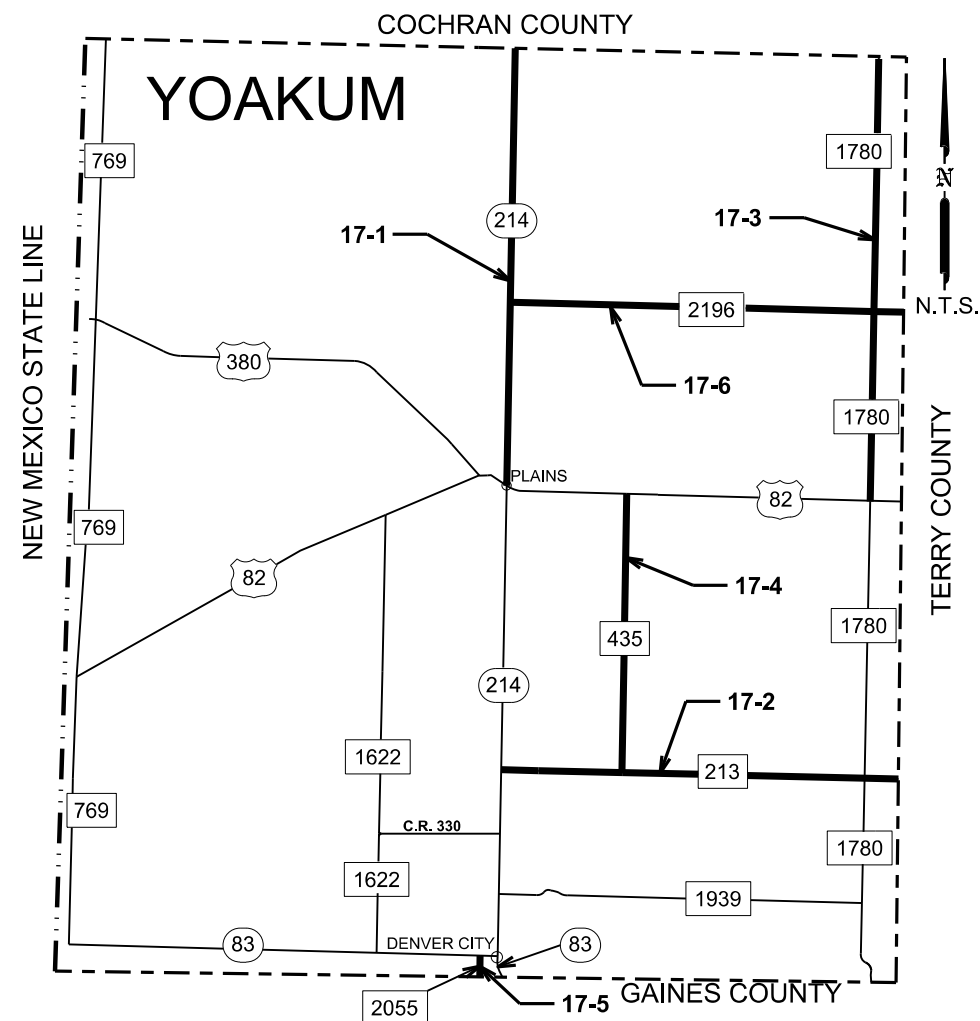 COCHRAN COUNTY
YOAKUM
769
1780
N
214
17-1
17-3
NEW MEXICO STATE LINE
N.T.S.
2196
380
17-6
1780
TERRY COUNTY
PLAINS
82
769
82
17-4
1780
435
214
17-2
1622
213
769
C.R. 330
1780
1622
1939
83
DENVER CITY
83
GAINES COUNTY
17-5
2055